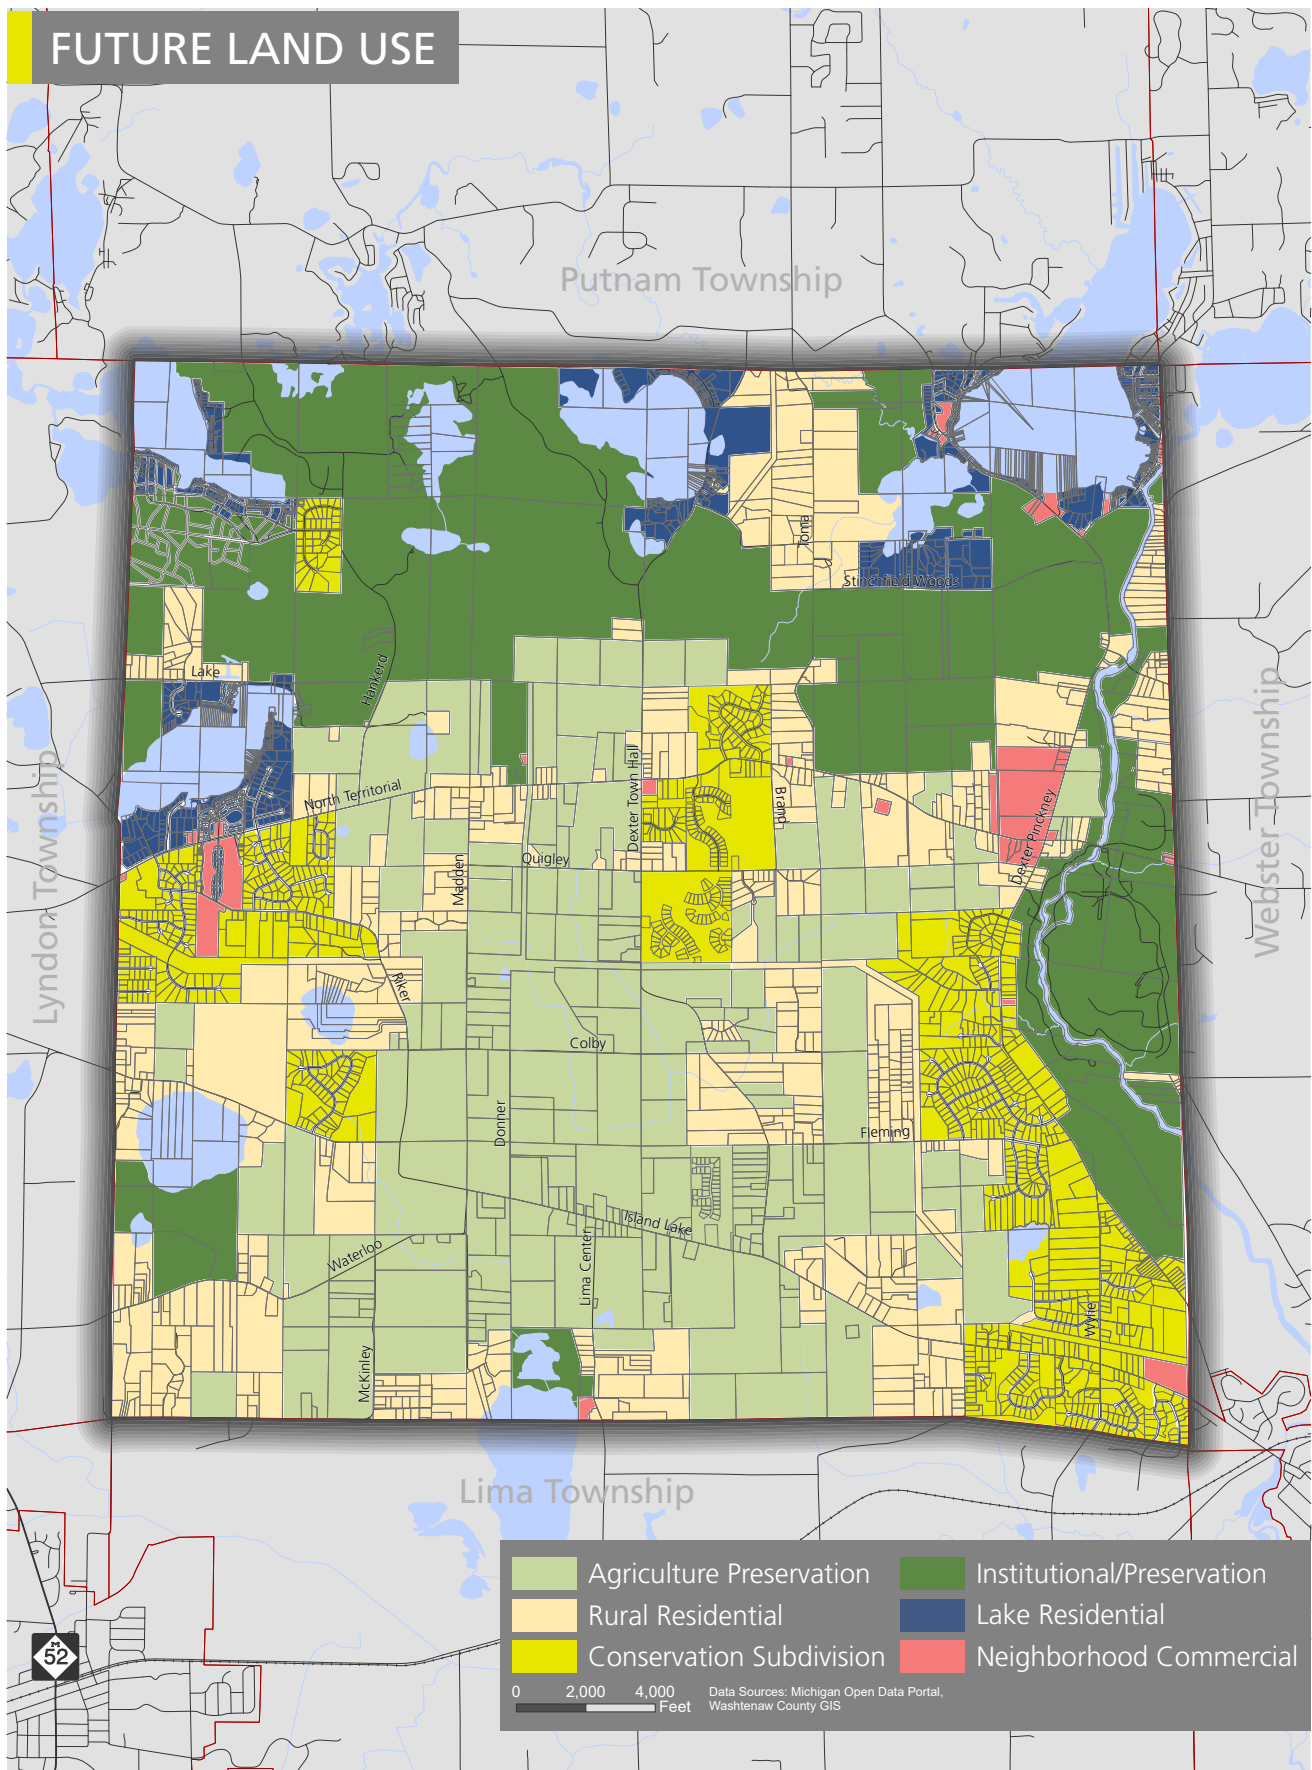 FUTURE LAND USE
Putnam Township
Toma
Stinchfield Woods
Lake
Hankerd
Webster Township
Lyndon Township
North Territorial
Dexter Town Hall
Brand
Dexter Pinckney
Quigley
Madden
Riker
Colby
Donner
Fleming
Island Lake
Waterloo
Lima Center
Wylie
McKinley
Lima Township
Agriculture Preservation
Rural Residential
Conservation Subdivision
Institutional/Preservation
Lake Residential
Neighborhood Commercial
0 2,000 4,000
Feet
Data Sources: Michigan Open Data Portal,
Washtenaw County GIS
M
52